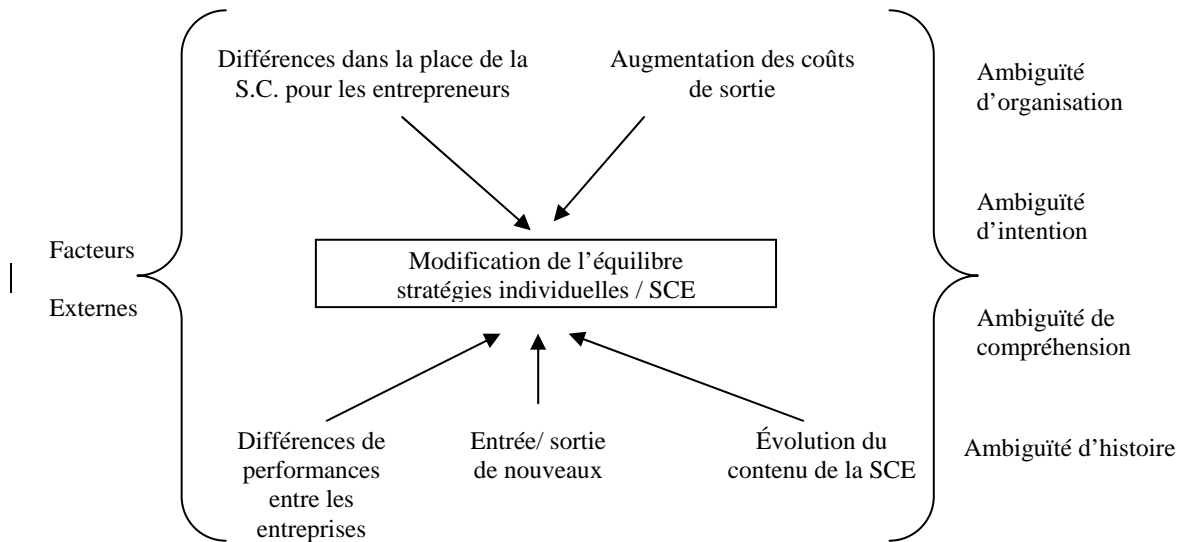 Différences dans la place de la
S.C. pour les entrepreneurs
Augmentation des coûts
de sortie
Ambiguïté
d’organisation
Ambiguïté
d’intention
Facteurs
Externes
Modification de l’équilibre
stratégies individuelles / SCE
Ambiguïté de
compréhension
Différences de
performances
entre les
entreprises
Entrée/ sortie
de nouveaux
Évolution du
contenu de la SCE
Ambiguïté d’histoire